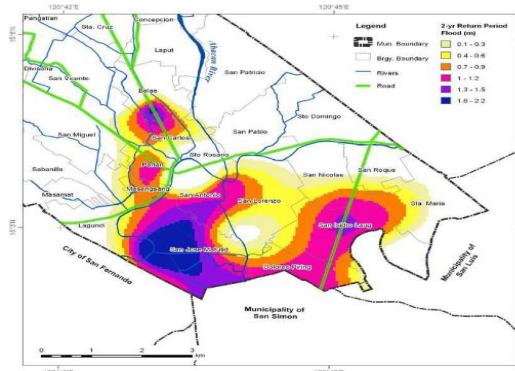 120°42'E
120°45'E
Pangatian
Concepcion
Sta. Cruz
Laput
Abacan River
Divisoria
San Vicente
San Patricio
Balas
Sto Domingo
San Miguel
San Carlos
San Pablo
Sto Rosario
San Nicolas
San Roque
Sabanilla
Masamat
San Antonio
San Lorenzo
Sta. Maria
Lagundi
San Jose Matulid
San Isidro Laug
Dolores Piring
City of San Fernando
Municipality of
San Simon
Municipality of
San Luis
Legend
Mun. Boundary
Brgy. Boundary
Rivers
Road
2-yr Return Period
Flood (m)
0.1 - 0.3
0.4 - 0.6
0.7 - 0.9
1 - 1.2
1.3 - 1.5
1.6 - 2.2
0 1 2 3
km